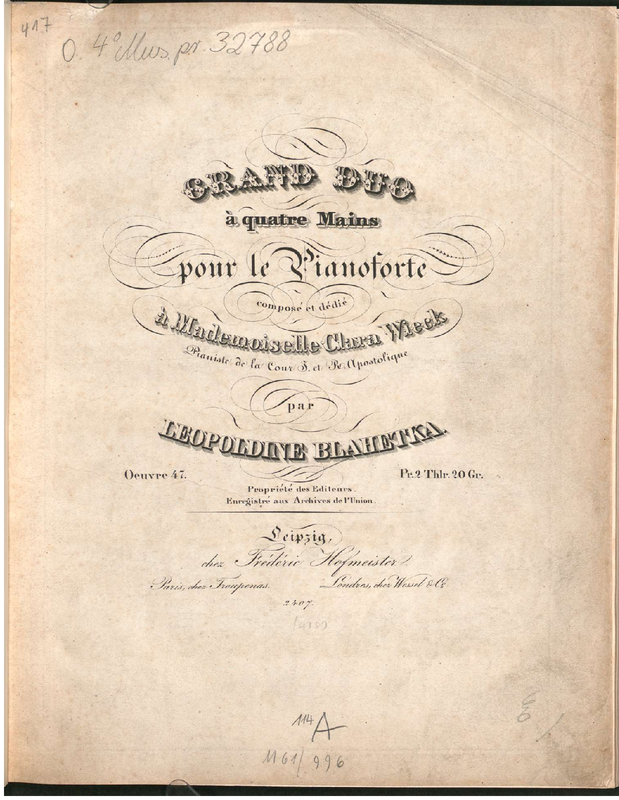 417
O. 4° Mus. pr. 32788
GRAND DUO
à quatre Mains
pour le Pianoforte
composé et dédié
à Mademoiselle Clara Wieck
Pianiste de la Cour J. et R. Apostolique
par
LEOPOLDINE BLAHETKA.
Oeuvre 47. Pr. 2 Thlr. 20 Gr.
Propriété des Editeurs.
Enregistré aux Archives de l'Union.
Leipzig,
chez Frédéric Hofmeister.
Paris, chez Troupenas. Londres, chez Wessel & Cº
2407.
114 A
1161/996